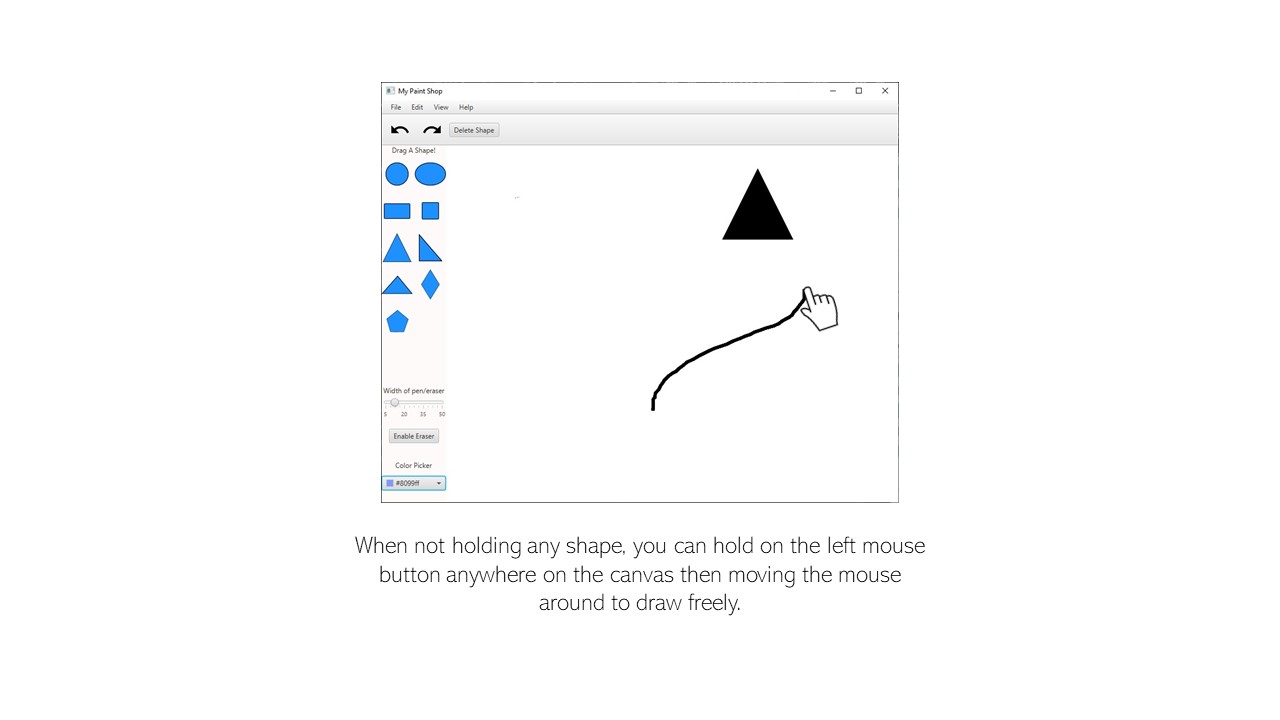 My Paint Shop
File Edit View Help
Delete Shape
Drag A Shape!
Width of pen/eraser
5 20 35 50
Enable Eraser
Color Picker
#8099ff
When not holding any shape, you can hold on the left mouse
button anywhere on the canvas then moving the mouse
around to draw freely.